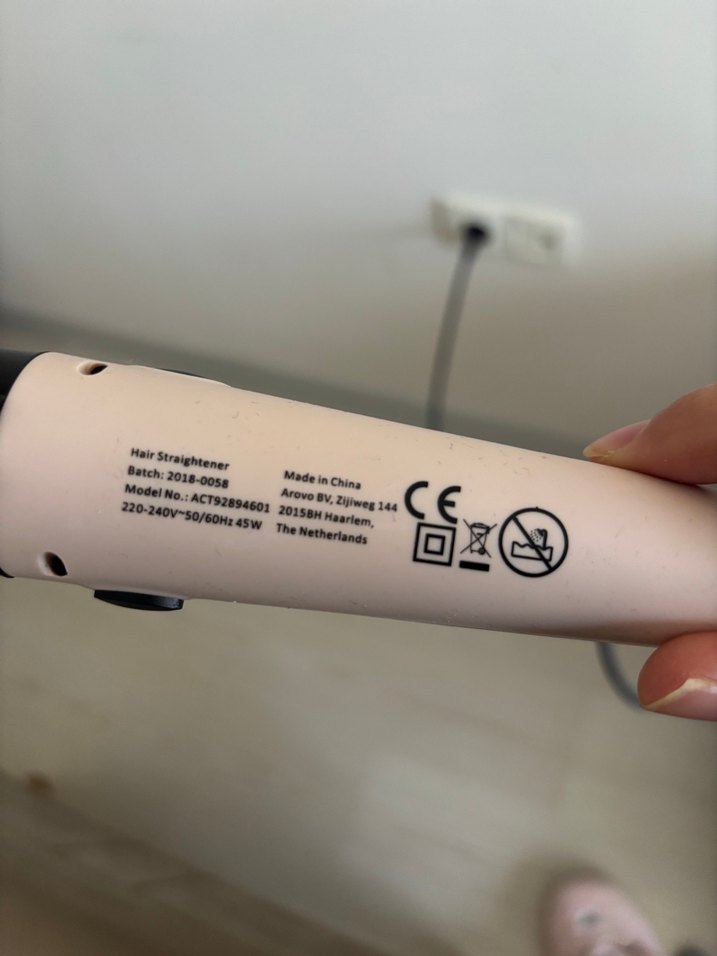 Hair Straightener
Batch: 2018-0058
Model No.: ACT92894601
220-240V~50/60Hz 45W
Made in China
Arovo BV, Zijiweg 144
2015BH Haarlem,
The Netherlands
CE